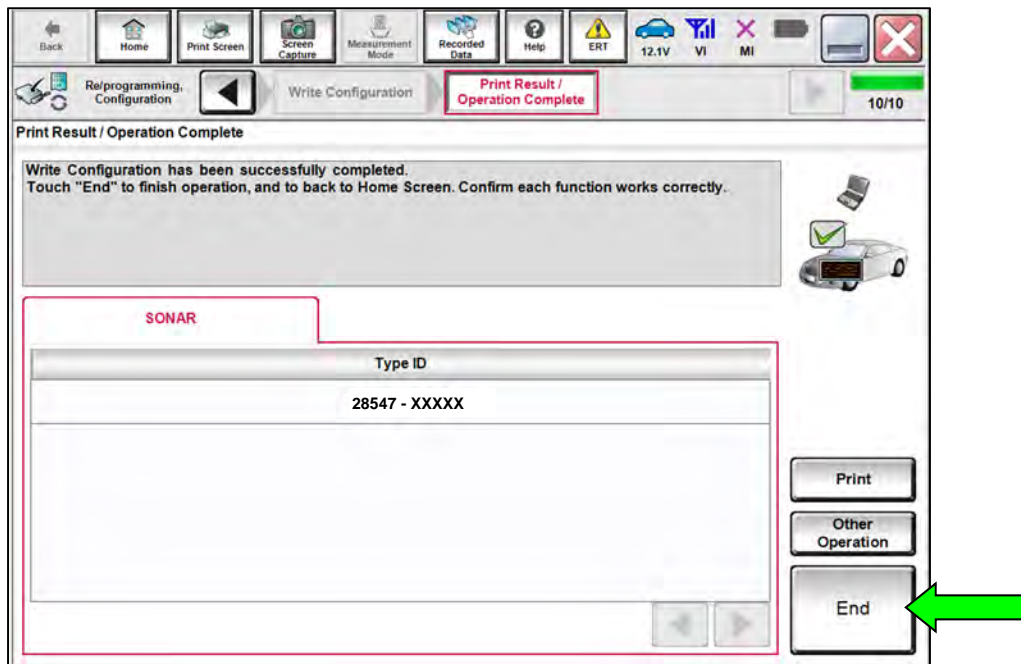 Back
Home
Print Screen
Screen
Capture
Measurement
Mode
Recorded
Data
Help
ERT
12.1V
VI
MI
Re/programming,
Configuration
Write Configuration
Print Result /
Operation Complete
10/10
Print Result / Operation Complete
Write Configuration has been successfully completed.
Touch "End" to finish operation, and to back to Home Screen. Confirm each function works correctly.
SONAR
Type ID
28547 - XXXXX
Print
Other
Operation
End